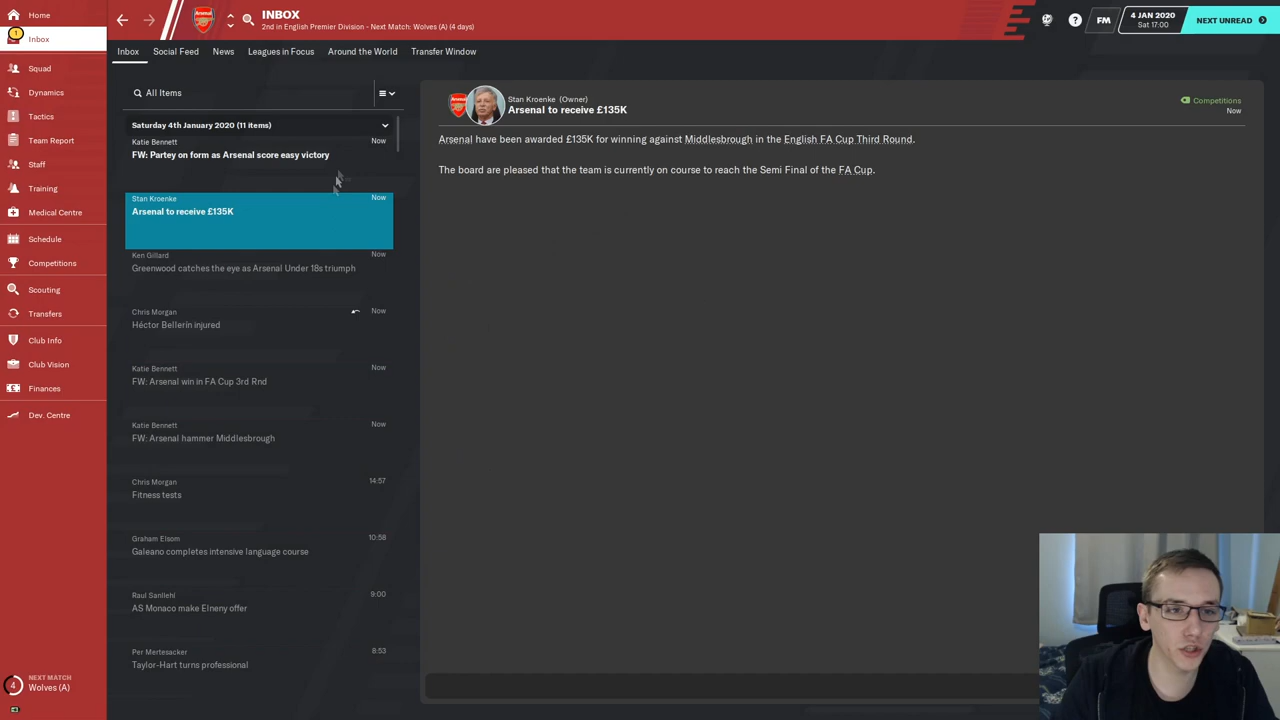 Home
1
Inbox
Squad
Dynamics
Tactics
Team Report
Staff
Training
Medical Centre
Schedule
Competitions
Scouting
Transfers
Club Info
Club Vision
Finances
Dev. Centre
4
NEXT MATCH
Wolves (A)
INBOX
2nd in English Premier Division - Next Match: Wolves (A) (4 days)
?
FM
4 JAN 2020
Sat 17:00
NEXT UNREAD
Inbox
Social Feed
News
Leagues in Focus
Around the World
Transfer Window
All Items
Saturday 4th January 2020 (11 items)
Katie Bennett
Now
FW: Partey on form as Arsenal score easy victory
Stan Kroenke
Now
Arsenal to receive £135K
Ken Gillard
Now
Greenwood catches the eye as Arsenal Under 18s triumph
Chris Morgan
Now
Héctor Bellerín injured
Katie Bennett
Now
FW: Arsenal win in FA Cup 3rd Rnd
Katie Bennett
Now
FW: Arsenal hammer Middlesbrough
Chris Morgan
14:57
Fitness tests
Graham Elsom
10:58
Galeano completes intensive language course
Raul Sanllehí
9:00
AS Monaco make Elneny offer
Per Mertesacker
8:53
Taylor-Hart turns professional
Arsenal
Stan Kroenke (Owner)
Arsenal to receive £135K
Competitions
Now
Arsenal have been awarded £135K for winning against Middlesbrough in the English FA Cup Third Round.
The board are pleased that the team is currently on course to reach the Semi Final of the FA Cup.